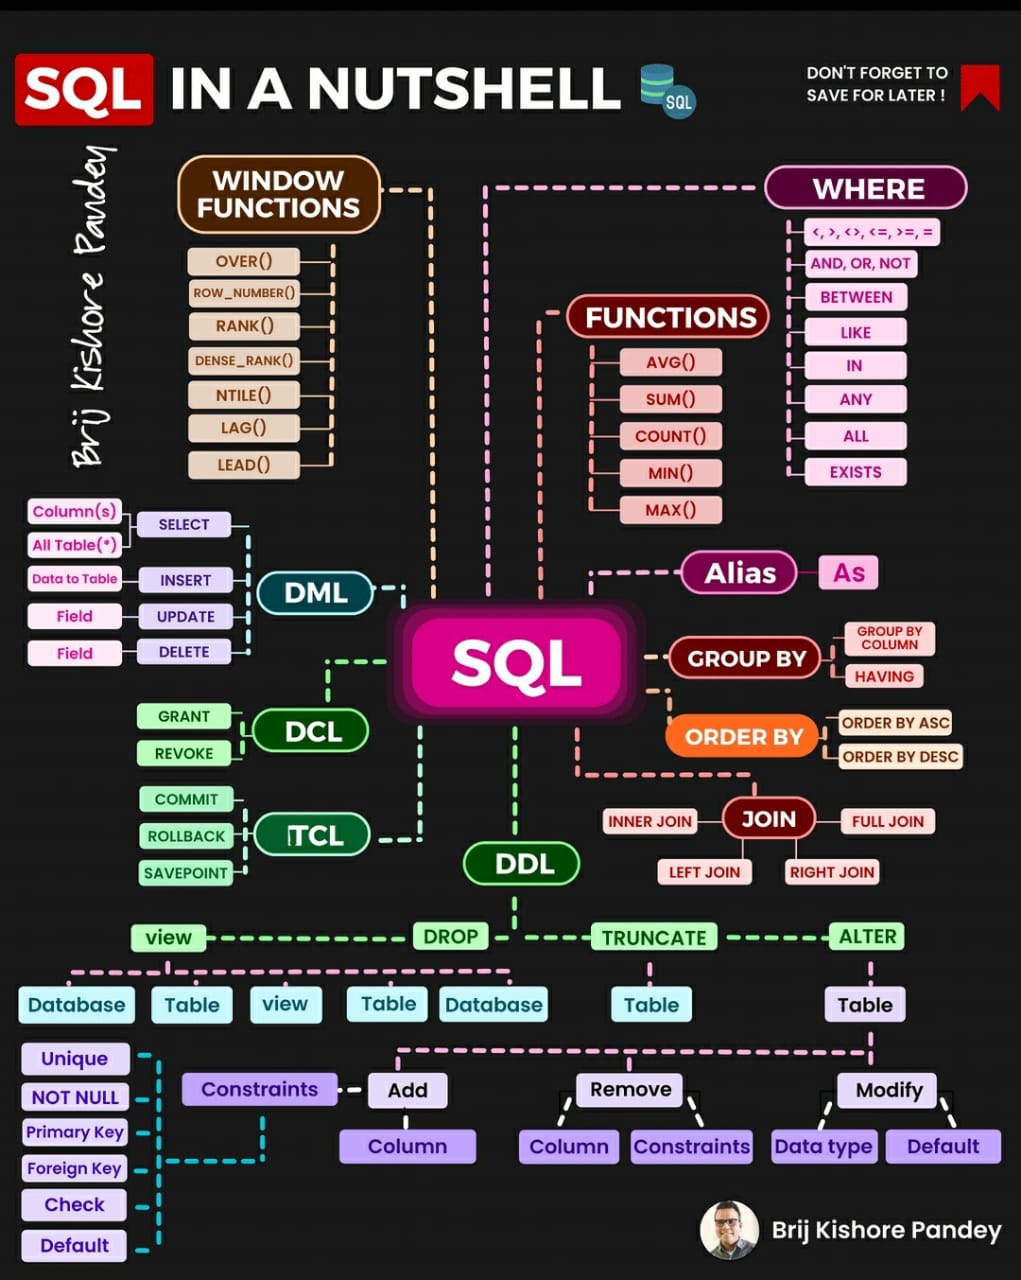 SQL IN A NUTSHELL
SQL
DON'T FORGET TO
SAVE FOR LATER !
Brij Kishore Pandey
WINDOW
FUNCTIONS
OVER()
ROW_NUMBER()
RANK()
DENSE_RANK()
NTILE()
LAG()
LEAD()
WHERE
<, >, <>, <=, >=, =
AND, OR, NOT
BETWEEN
LIKE
IN
ANY
ALL
EXISTS
FUNCTIONS
AVG()
SUM()
COUNT()
MIN()
MAX()
Column(s)
All Table(*)
SELECT
Data to Table
INSERT
Field
UPDATE
Field
DELETE
DML
Alias
As
SQL
GROUP BY
GROUP BY
COLUMN
HAVING
GRANT
REVOKE
DCL
ORDER BY
ORDER BY ASC
ORDER BY DESC
COMMIT
ROLLBACK
SAVEPOINT
TCL
JOIN
INNER JOIN
FULL JOIN
LEFT JOIN
RIGHT JOIN
DDL
view
DROP
TRUNCATE
ALTER
Database
Table
view
Table
Database
Table
Table
Unique
NOT NULL
Primary Key
Foreign Key
Check
Default
Constraints
Add
Column
Remove
Column
Constraints
Modify
Data type
Default
Brij Kishore Pandey